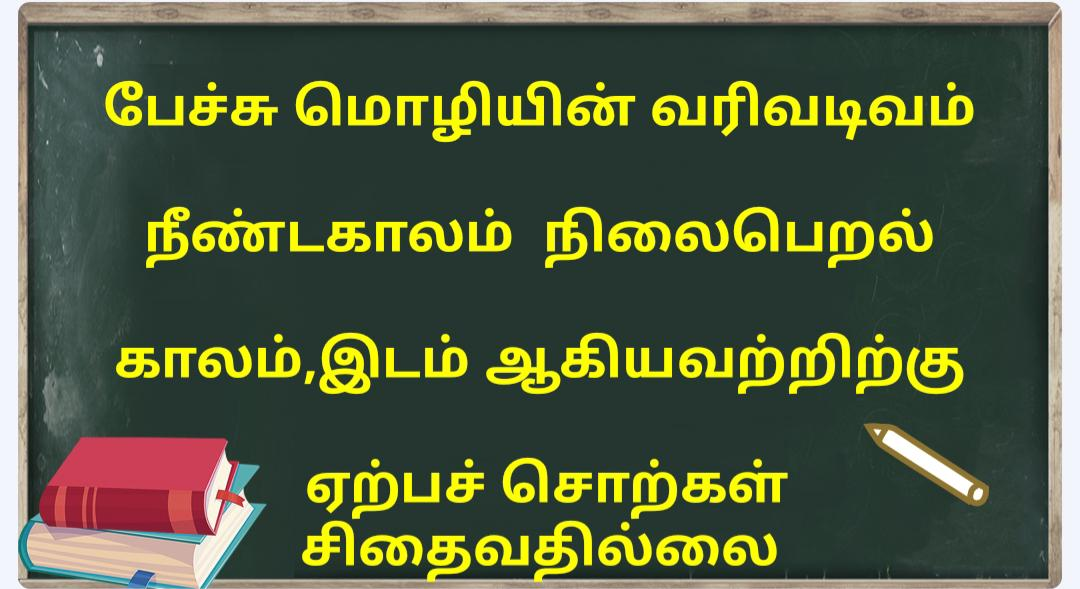 பேச்சு மொழியின் வரிவடிவம்
நீண்டகாலம் நிலைபெறல்
காலம்,இடம் ஆகியவற்றிற்கு
ஏற்பச் சொற்கள்
சிதைவதில்லை